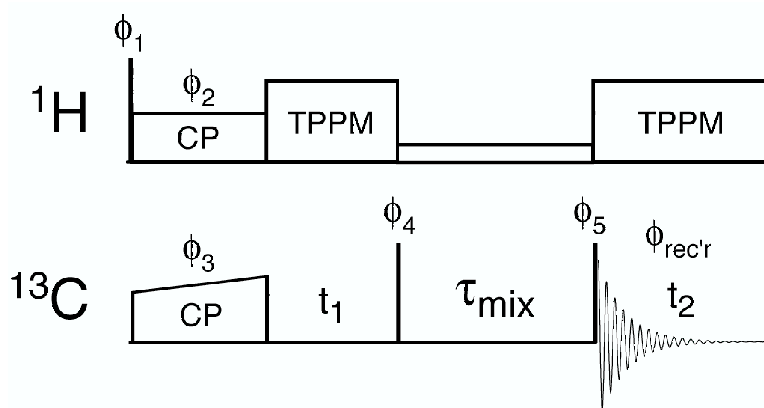 ϕ₁
¹H
ϕ₂
CP
TPPM
TPPM
ϕ₄
ϕ₅
ϕrec'r
ϕ₃
¹³C
CP
t₁
τmix
t₂